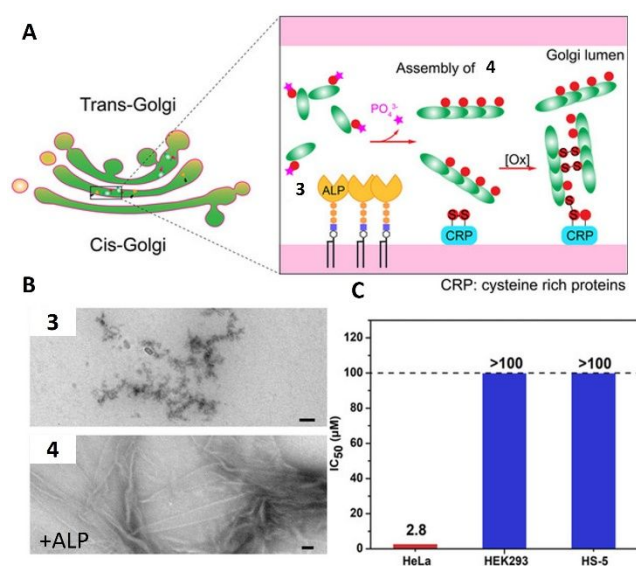 A
Trans-Golgi
Cis-Golgi
Assembly of 4
Golgi lumen
PO₄³⁻
[Ox]
3
ALP
S S
S S
S S
S
S
CRP
CRP
CRP: cysteine rich proteins
B
3
4
+ALP
C
IC50 (μM)
120
100
80
60
40
20
0
2.8
>100
>100
HeLa
HEK293
HS-5